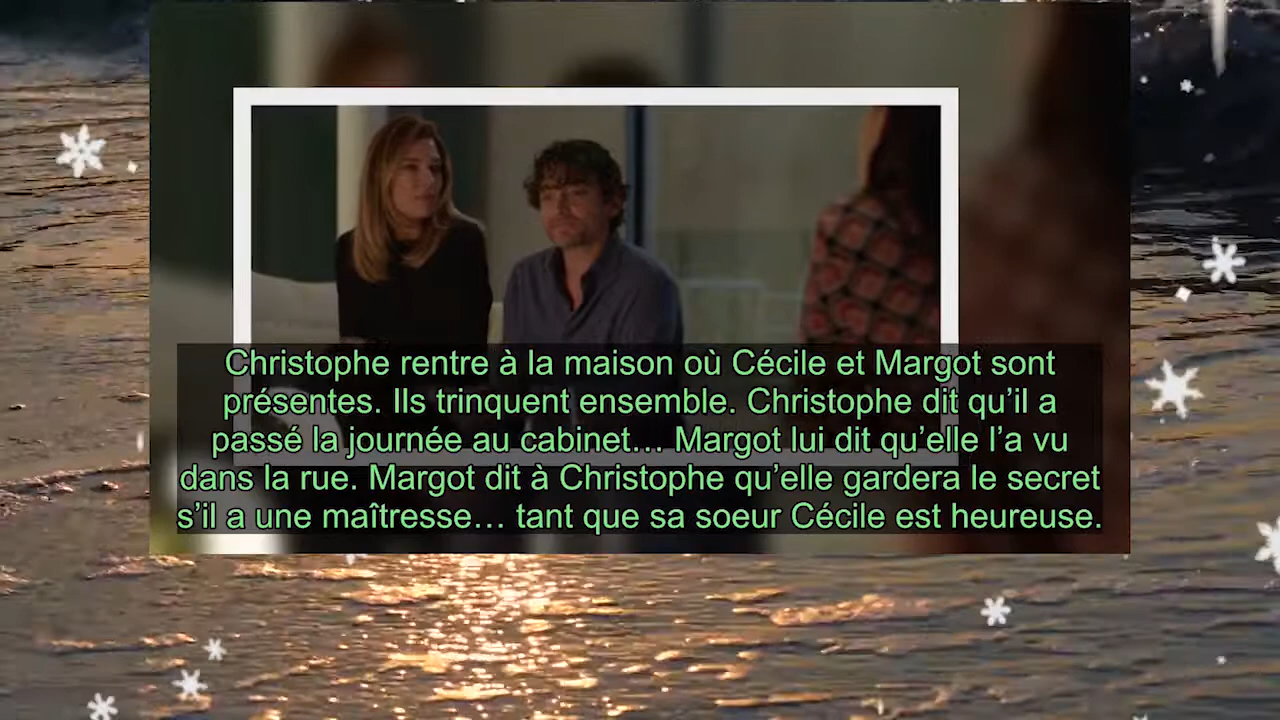 Christophe rentre à la maison où Cécile et Margot sont
présentes. Ils trinquent ensemble. Christophe dit qu’il a
passé la journée au cabinet… Margot lui dit qu’elle l’a vu
dans la rue. Margot dit à Christophe qu’elle gardera le secret
s’il a une maîtresse… tant que sa soeur Cécile est heureuse.